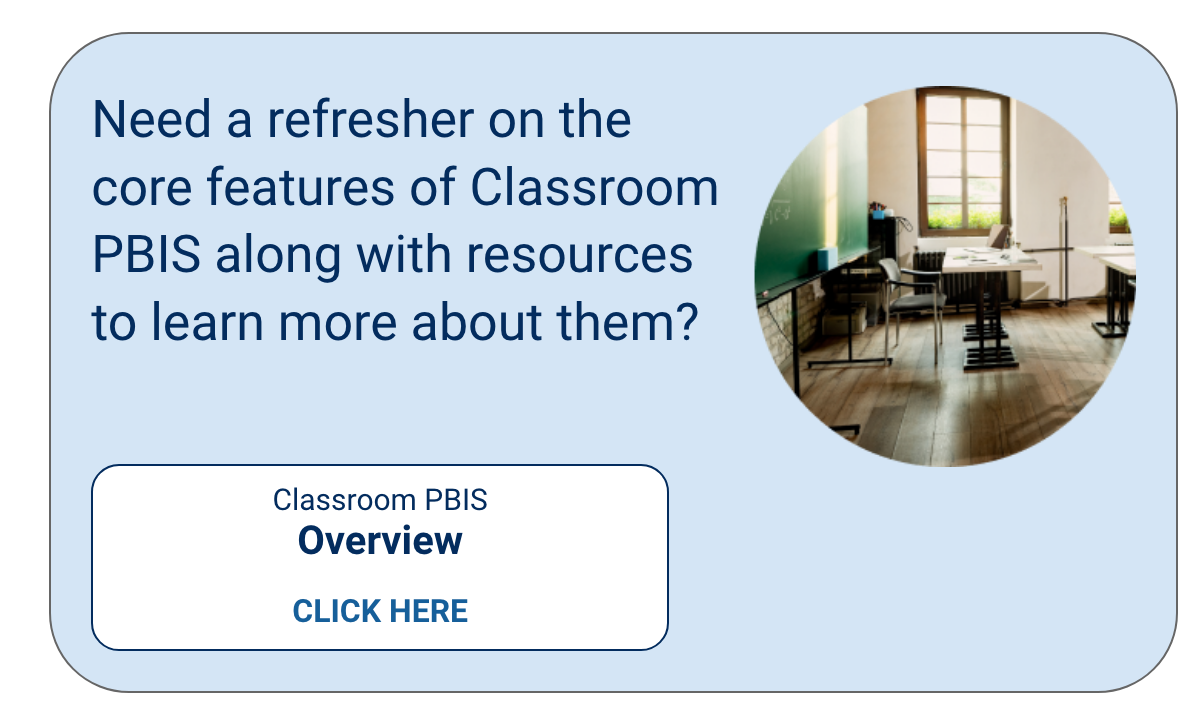 Need a refresher on the
core features of Classroom
PBIS along with resources
to learn more about them?
Classroom PBIS
Overview
CLICK HERE